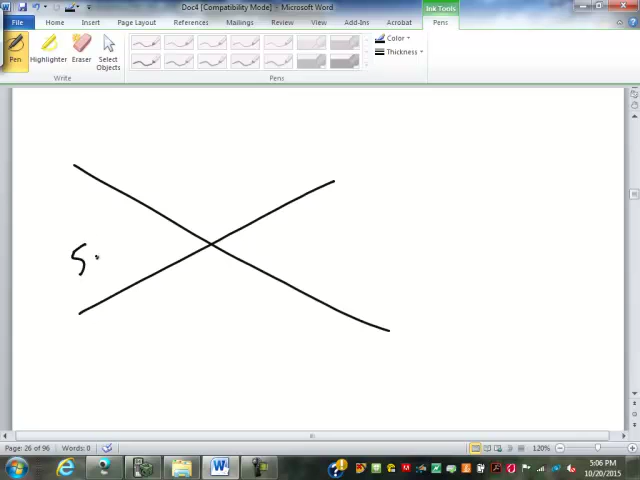 Doc4 [Compatibility Mode] - Microsoft Word
Ink Tools
File Home Insert Page Layout References Mailings Review View Add-Ins Acrobat Pens
Pen Highlighter Eraser Select Objects
Color
Thickness
Write Pens
5
Page: 26 of 96 Words: 0 120%
5:06 PM
10/20/2015